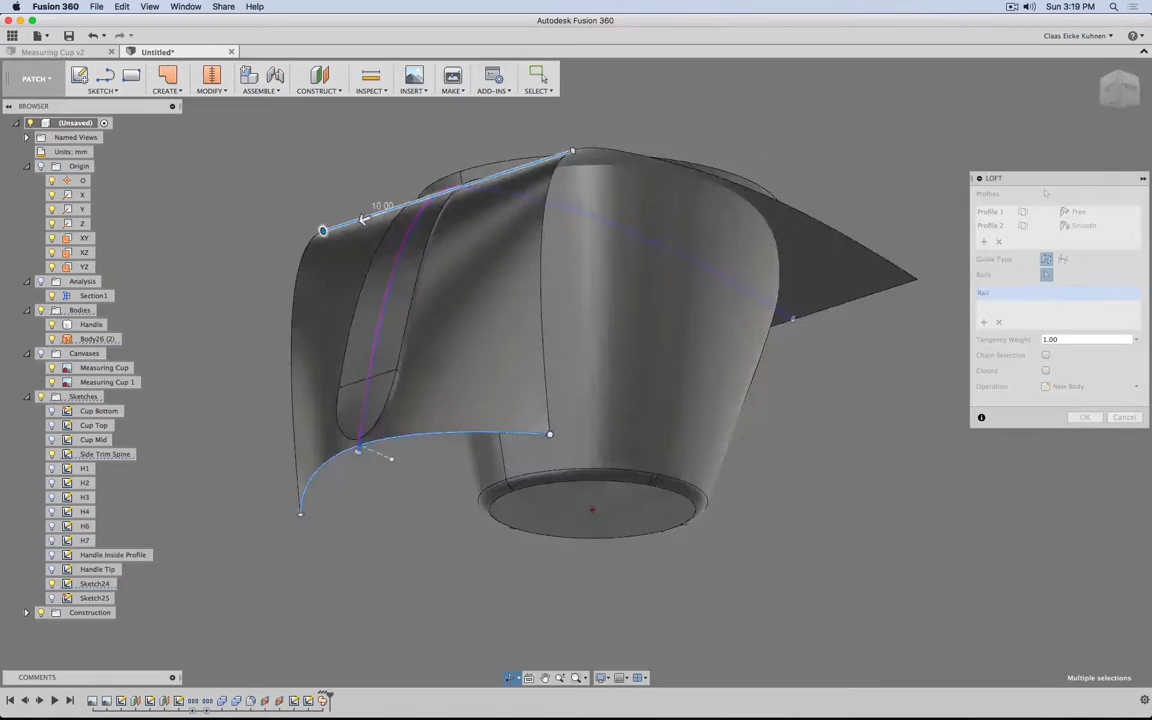 Fusion 360 File Edit View Window Share Help Sun 3:19 PM
Autodesk Fusion 360
Claas Eicke Kuhnen
Measuring Cup v2 Untitled*
PATCH SKETCH CREATE MODIFY ASSEMBLE CONSTRUCT INSPECT INSERT MAKE ADD-INS SELECT
BROWSER
(Unsaved)
Named Views
Units: mm
Origin
O
X
Y
Z
XY
XZ
YZ
Analysis
Section1
Bodies
Handle
Body26 (2)
Canvases
Measuring Cup
Measuring Cup 1
Sketches
Cup Bottom
Cup Top
Cup Mid
Side Trim Spine
H1
H2
H3
H4
H6
H7
Handle Inside Profile
Handle Tip
Sketch24
Sketch25
Construction
10.00
LOFT
Profiles
Profile 1 Free
Profile 2 Smooth
Guide Type
Rails
Rail
Tangency Weight 1.00
Chain Selection
Closed
Operation New Body
OK Cancel
COMMENTS
Multiple selections